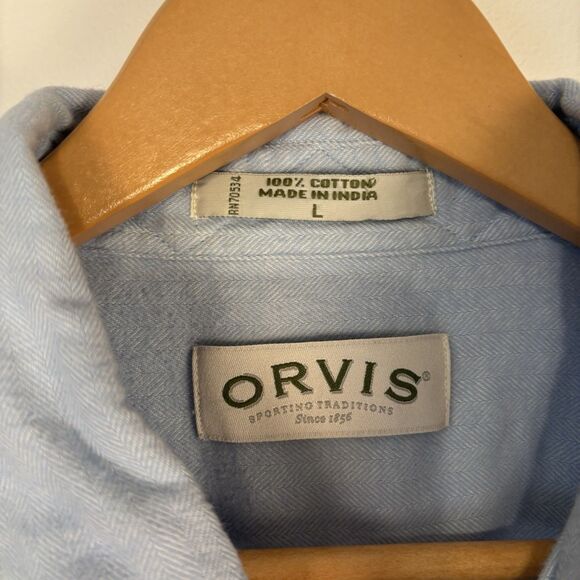 RN70534
100% COTTON
MADE IN INDIA
L
ORVIS®
SPORTING TRADITIONS
Since 1856